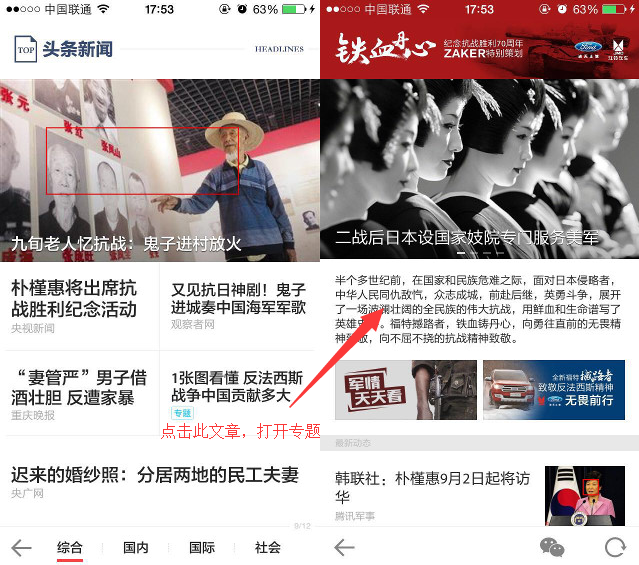 中国联通
17:53
63%
TOP
头条新闻
HEADLINES
张元
张红
张凤山
九旬老人忆抗战：鬼子进村放火
朴槿惠将出席抗
战胜利纪念活动
央视新闻
又见抗日神剧！鬼子
进城奏中国海军军歌
观察者网
“妻管严”男子借
酒壮胆 反遭家暴
重庆晚报
1张图看懂 反法西斯
战争中国贡献多大
专题
点击此文章，打开专题
迟来的婚纱照：分居两地的民工夫妻
央广网
9/12
综合
国内
国际
社会
中国联通
17:53
63%
铁血丹心
纪念抗战胜利70周年
ZAKER特别策划
Ford
JMC
江铃汽车
二战后日本设国家妓院专门服务美军
半个多世纪前，在国家和民族危难之际，面对日本侵略者，
中华人民同仇敌忾，众志成城，前赴后继，英勇斗争，展开
了一场波澜壮阔的全民族的伟大抗战，用鲜血和生命谱写了
英雄史。福特撼路者，铁血铸丹心，向勇往直前的无畏精
神致敬，向不屈不挠的抗战精神致敬。
军情
天天看
全新福特
撼路者
致敬反法西斯精神
Ford
无畏前行
最新动态
韩联社：朴槿惠9月2日起将访
华
腾讯军事